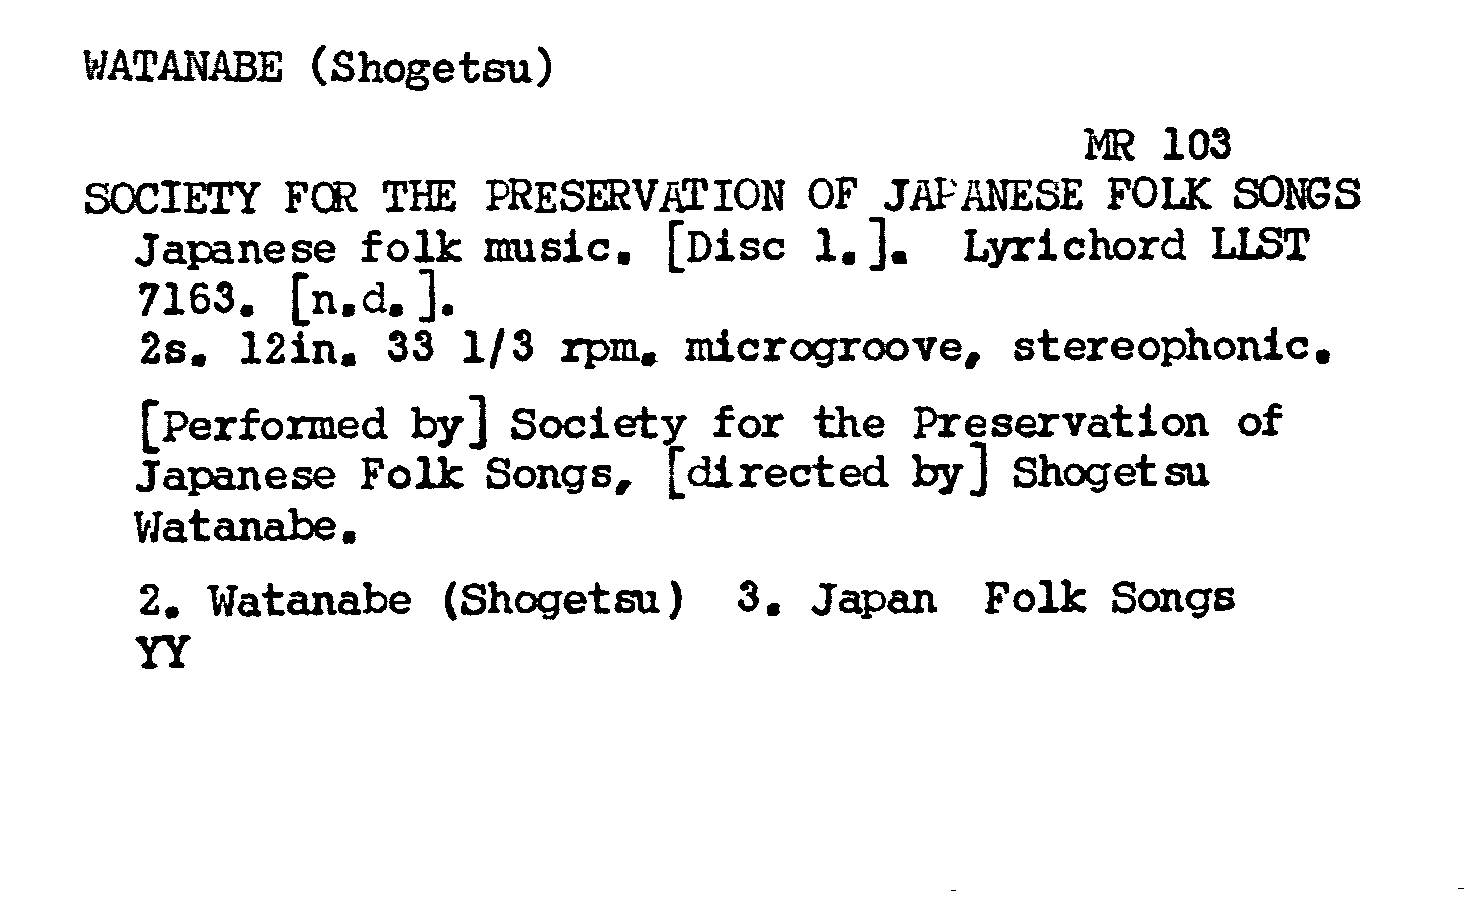 WATANABE (Shogetsu)
MR 103
SOCIETY FOR THE PRESERVATION OF JAPANESE FOLK SONGS
Japanese folk music. [Disc 1.]. Lyrichord LLST
7163. [n.d.].
2s. 12in. 33 1/3 rpm. microgroove, stereophonic.
[Performed by] Society for the Preservation of
Japanese Folk Songs, [directed by] Shogetsu
Watanabe.
2. Watanabe (Shogetsu) 3. Japan Folk Songs
YY